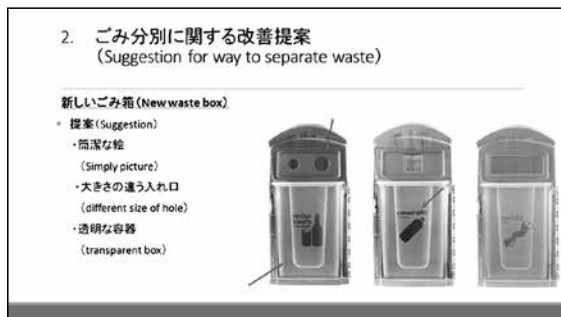 2. ごみ分別に関する改善提案
(Suggestion for way to separate waste)
新しいごみ箱(New waste box)
• 提案(Suggestion)
・簡潔な絵
(Simply picture)
・大きさの違う入れ口
(different size of hole)
・透明な容器
(transparent box)